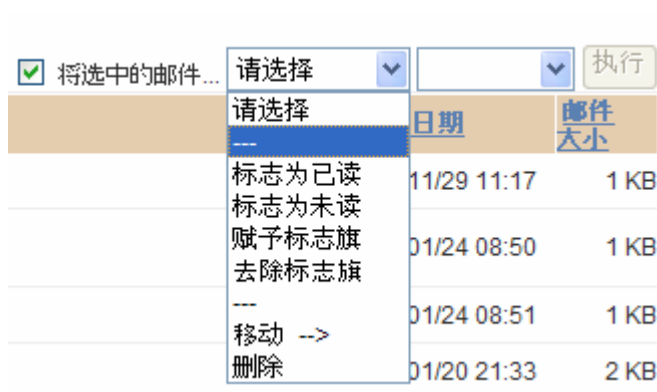 将选中的邮件... 请选择 执行
请选择
---
标志为已读
标志为未读
赋予标志旗
去除标志旗
---
移动 -->
删除
日期 邮件大小
11/29 11:17 1 KB
01/24 08:50 1 KB
01/24 08:51 1 KB
01/20 21:33 2 KB